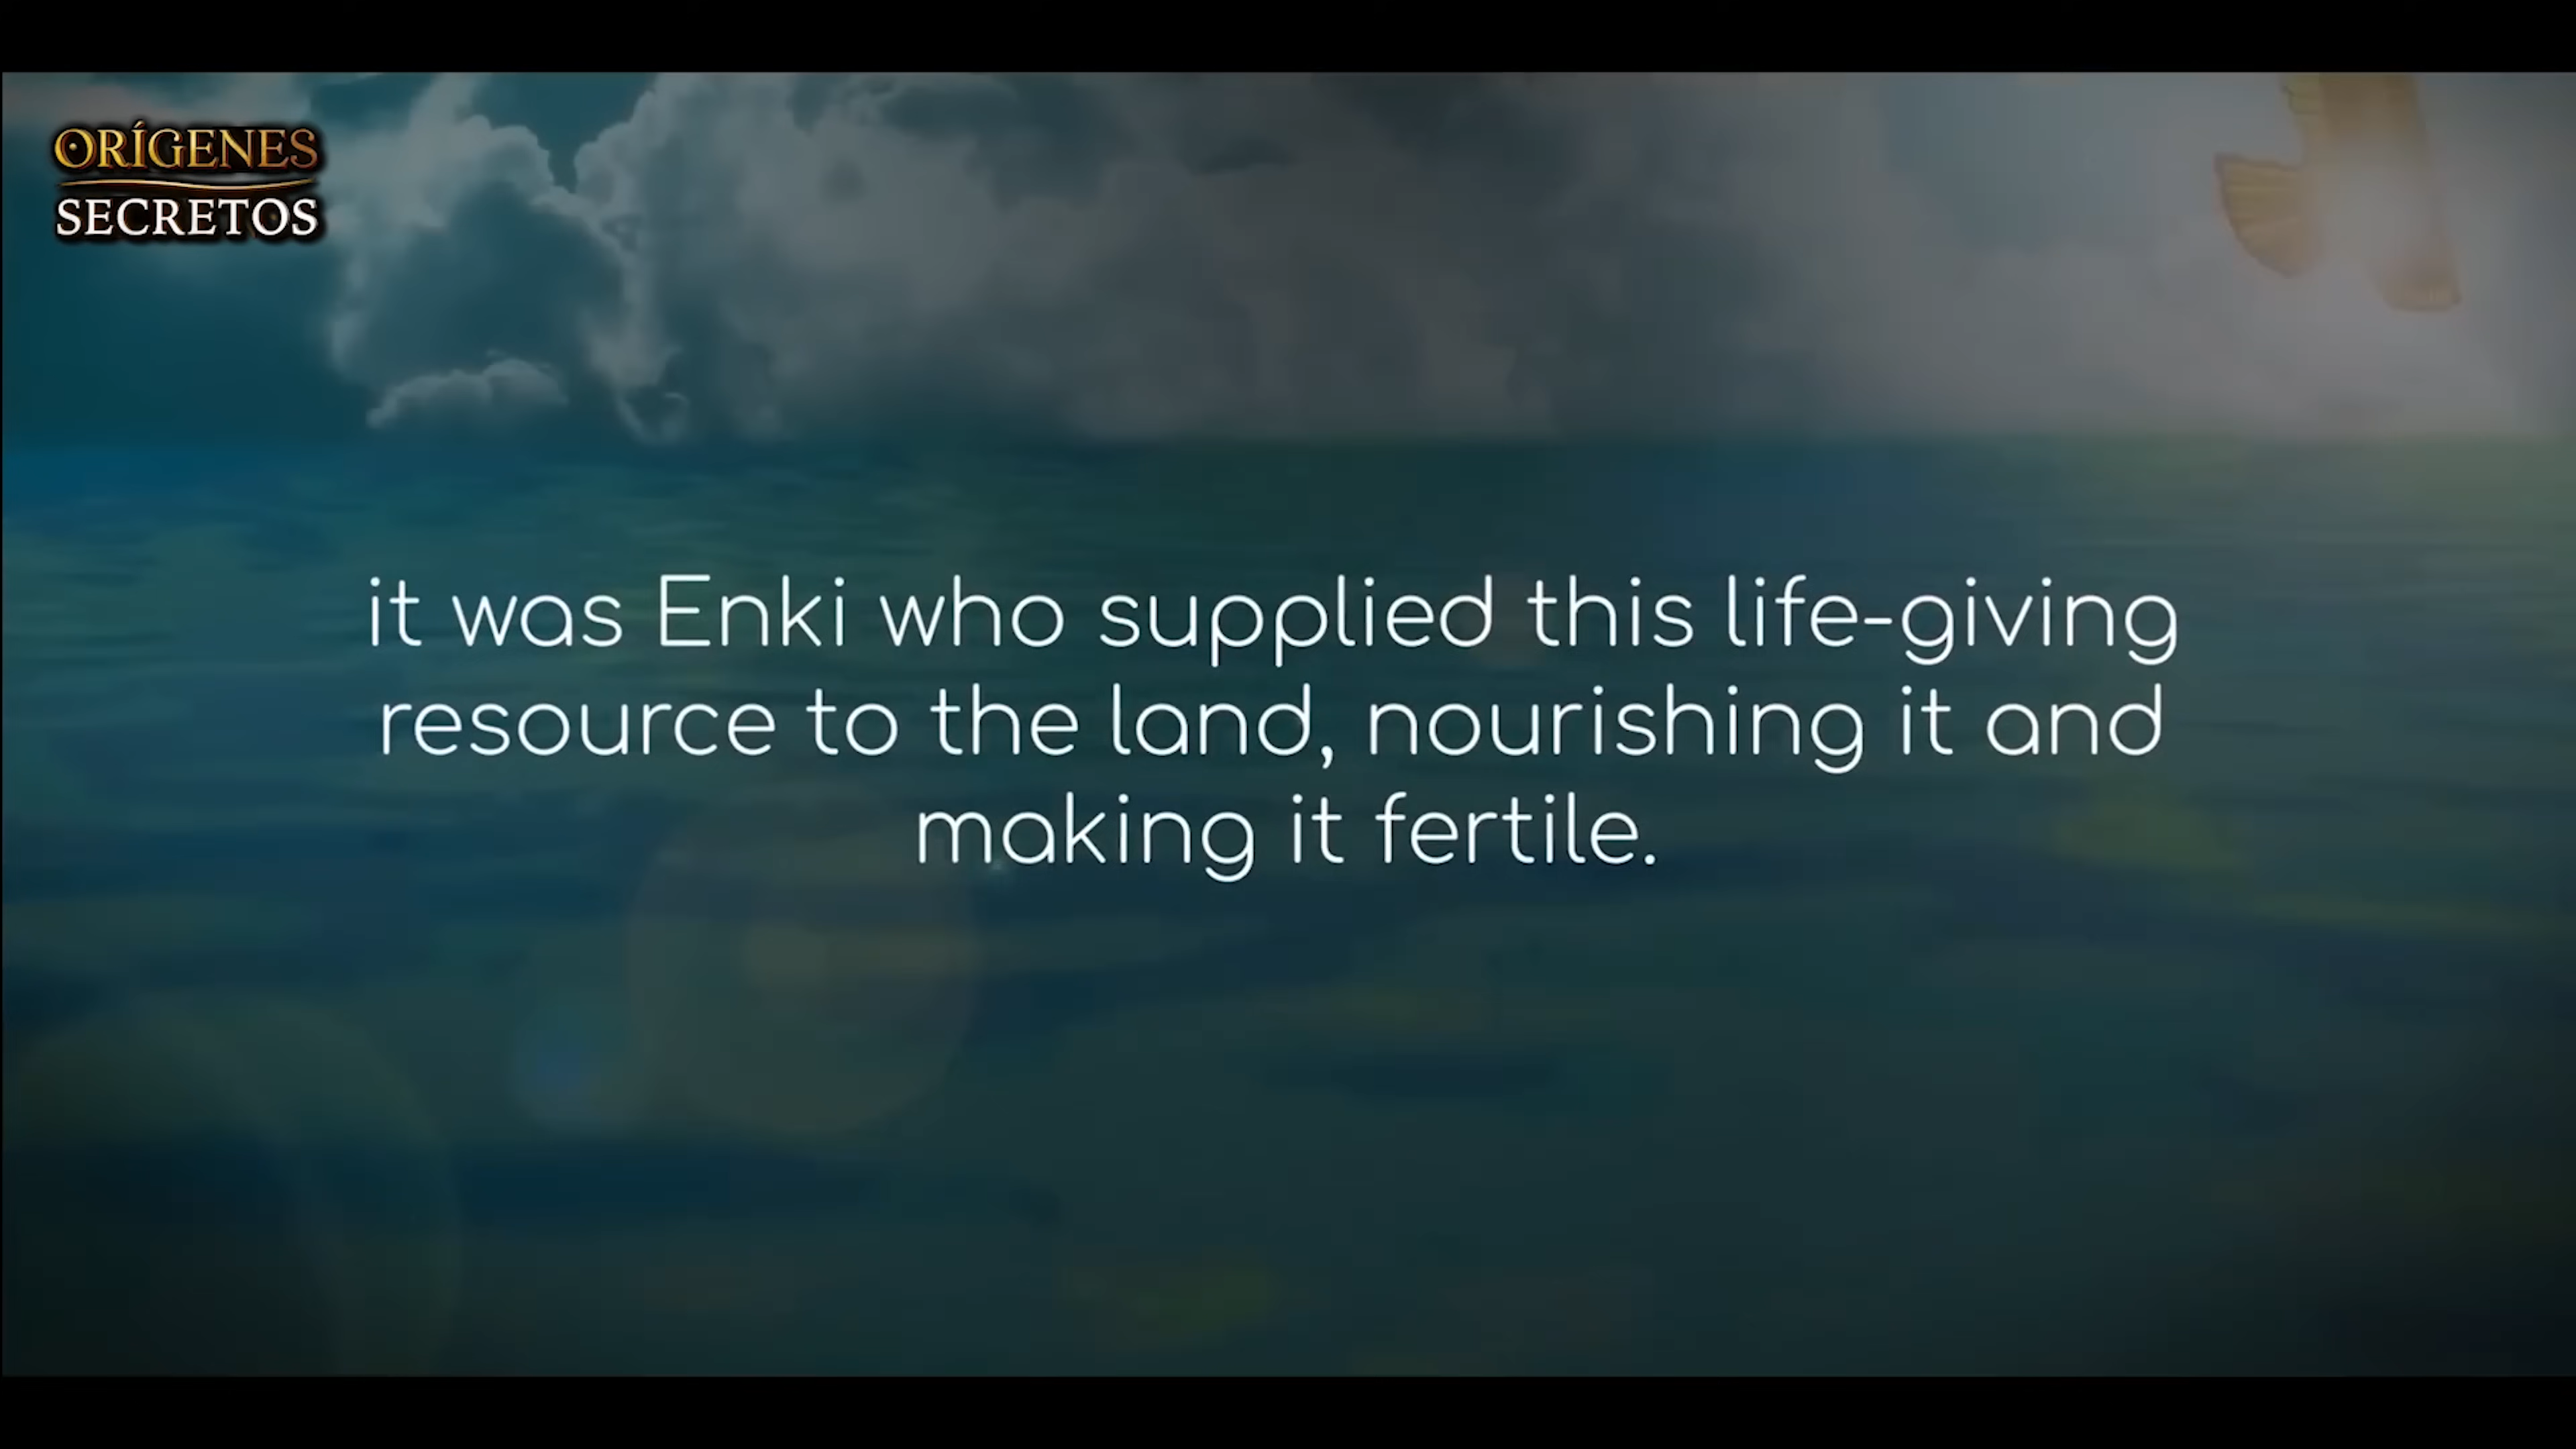 ORÍGENES
SECRETOS
it was Enki who supplied this life-giving
resource to the land, nourishing it and
making it fertile.